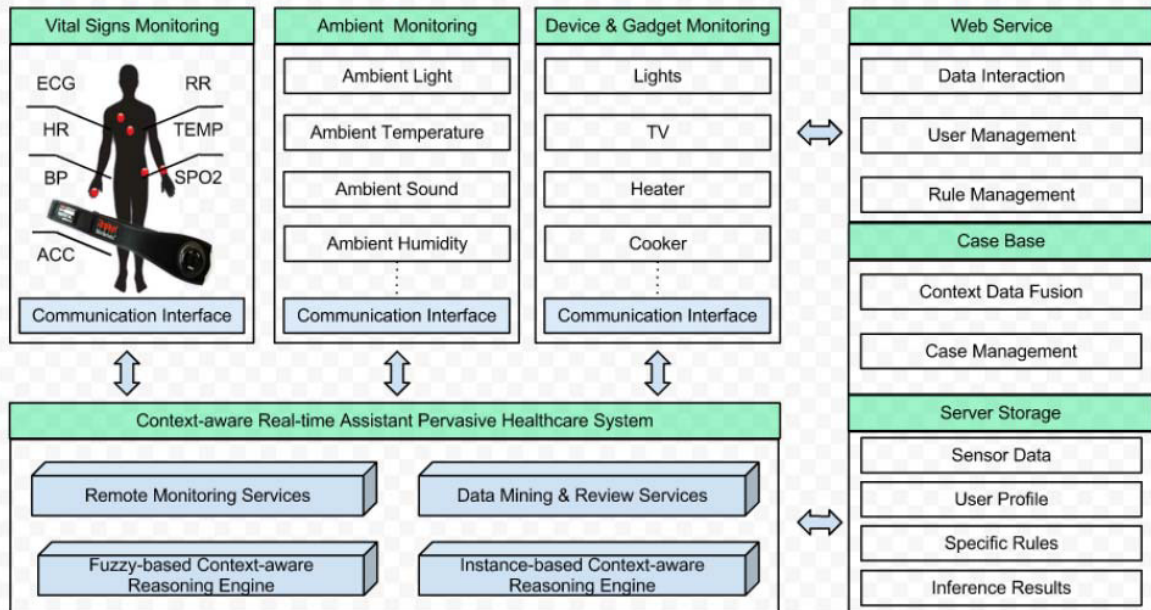 Vital Signs Monitoring
ECG
RR
HR
TEMP
BP
SPO2
ACC
Communication Interface
Ambient Monitoring
Ambient Light
Ambient Temperature
Ambient Sound
Ambient Humidity
Communication Interface
Device & Gadget Monitoring
Lights
TV
Heater
Cooker
Communication Interface
Web Service
Data Interaction
User Management
Rule Management
Case Base
Context Data Fusion
Case Management
Server Storage
Sensor Data
User Profile
Specific Rules
Inference Results
Context-aware Real-time Assistant Pervasive Healthcare System
Remote Monitoring Services
Data Mining & Review Services
Fuzzy-based Context-aware
Reasoning Engine
Instance-based Context-aware
Reasoning Engine